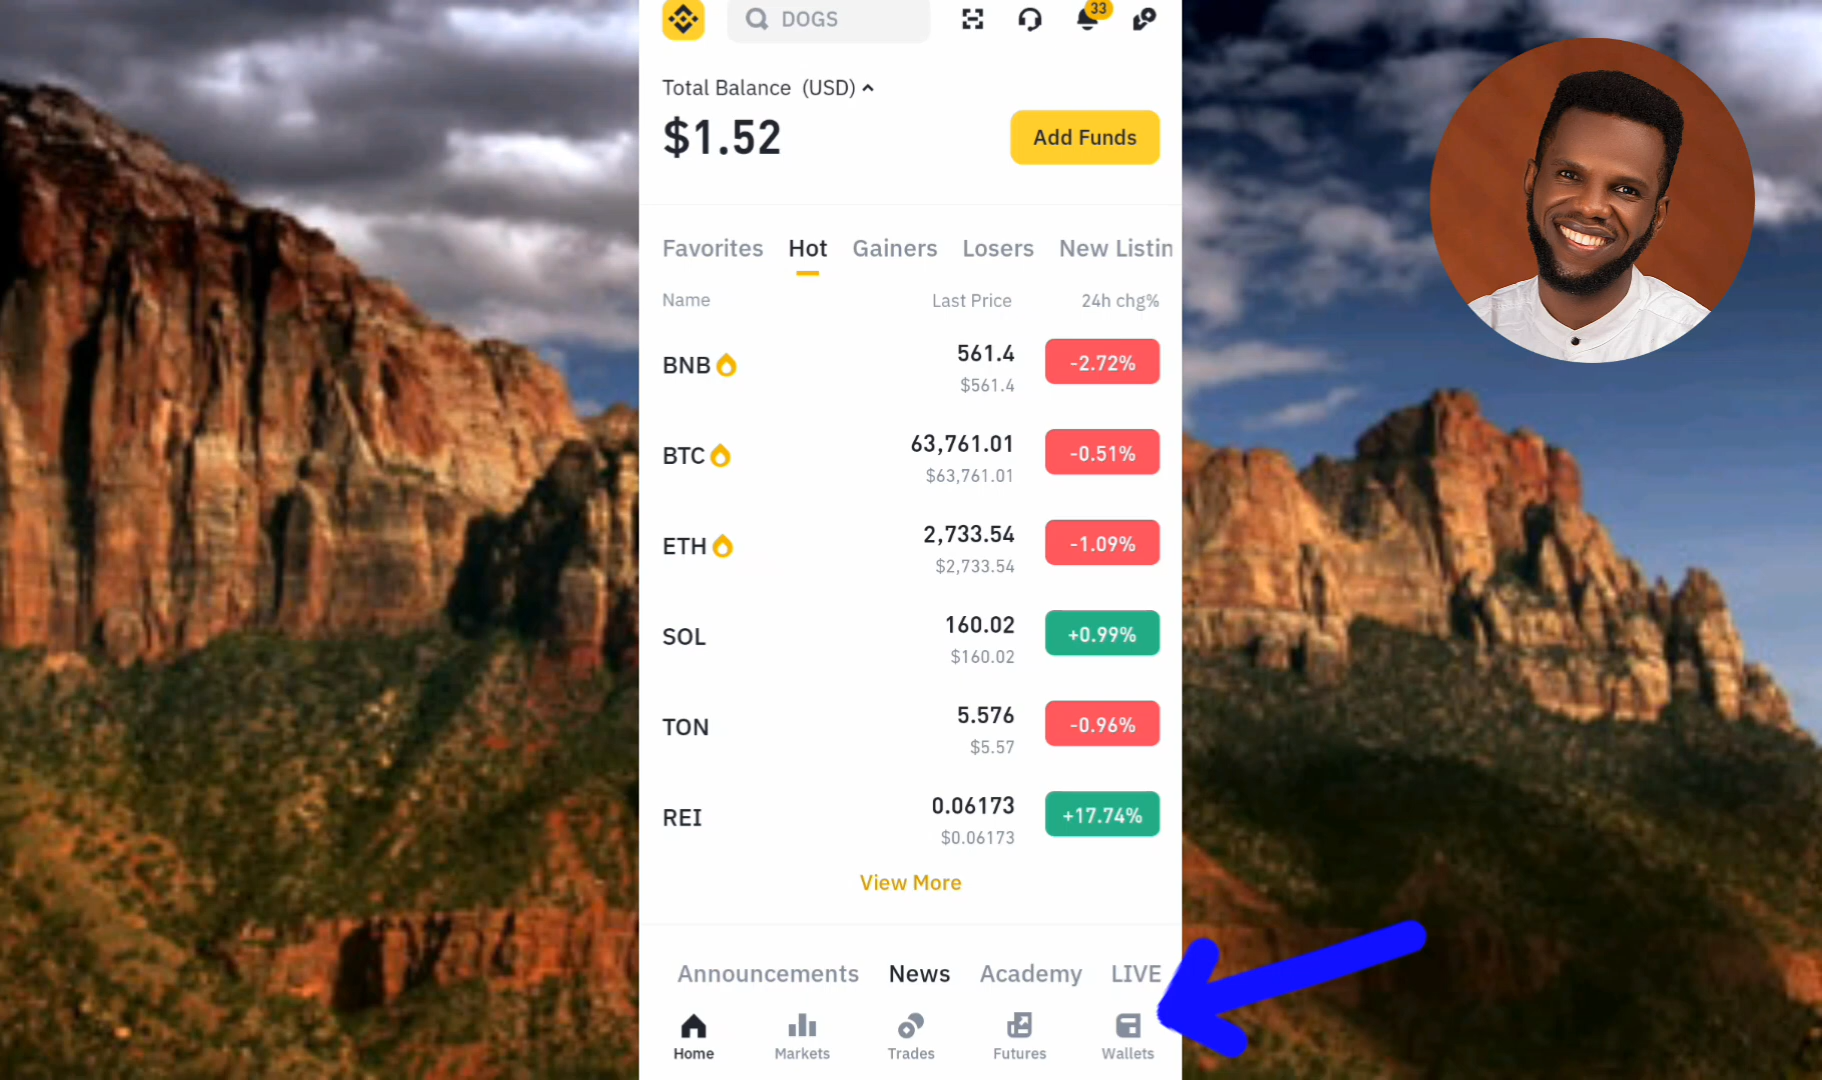 DOGS
33
Total Balance (USD)
$1.52
Add Funds
Favorites Hot Gainers Losers New Listin
Name Last Price 24h chg%
BNB 561.4 -2.72%
$561.4
BTC 63,761.01 -0.51%
$63,761.01
ETH 2,733.54 -1.09%
$2,733.54
SOL 160.02 +0.99%
$160.02
TON 5.576 -0.96%
$5.57
REI 0.06173 +17.74%
$0.06173
View More
Announcements News Academy LIVE
Home Markets Trades Futures Wallets